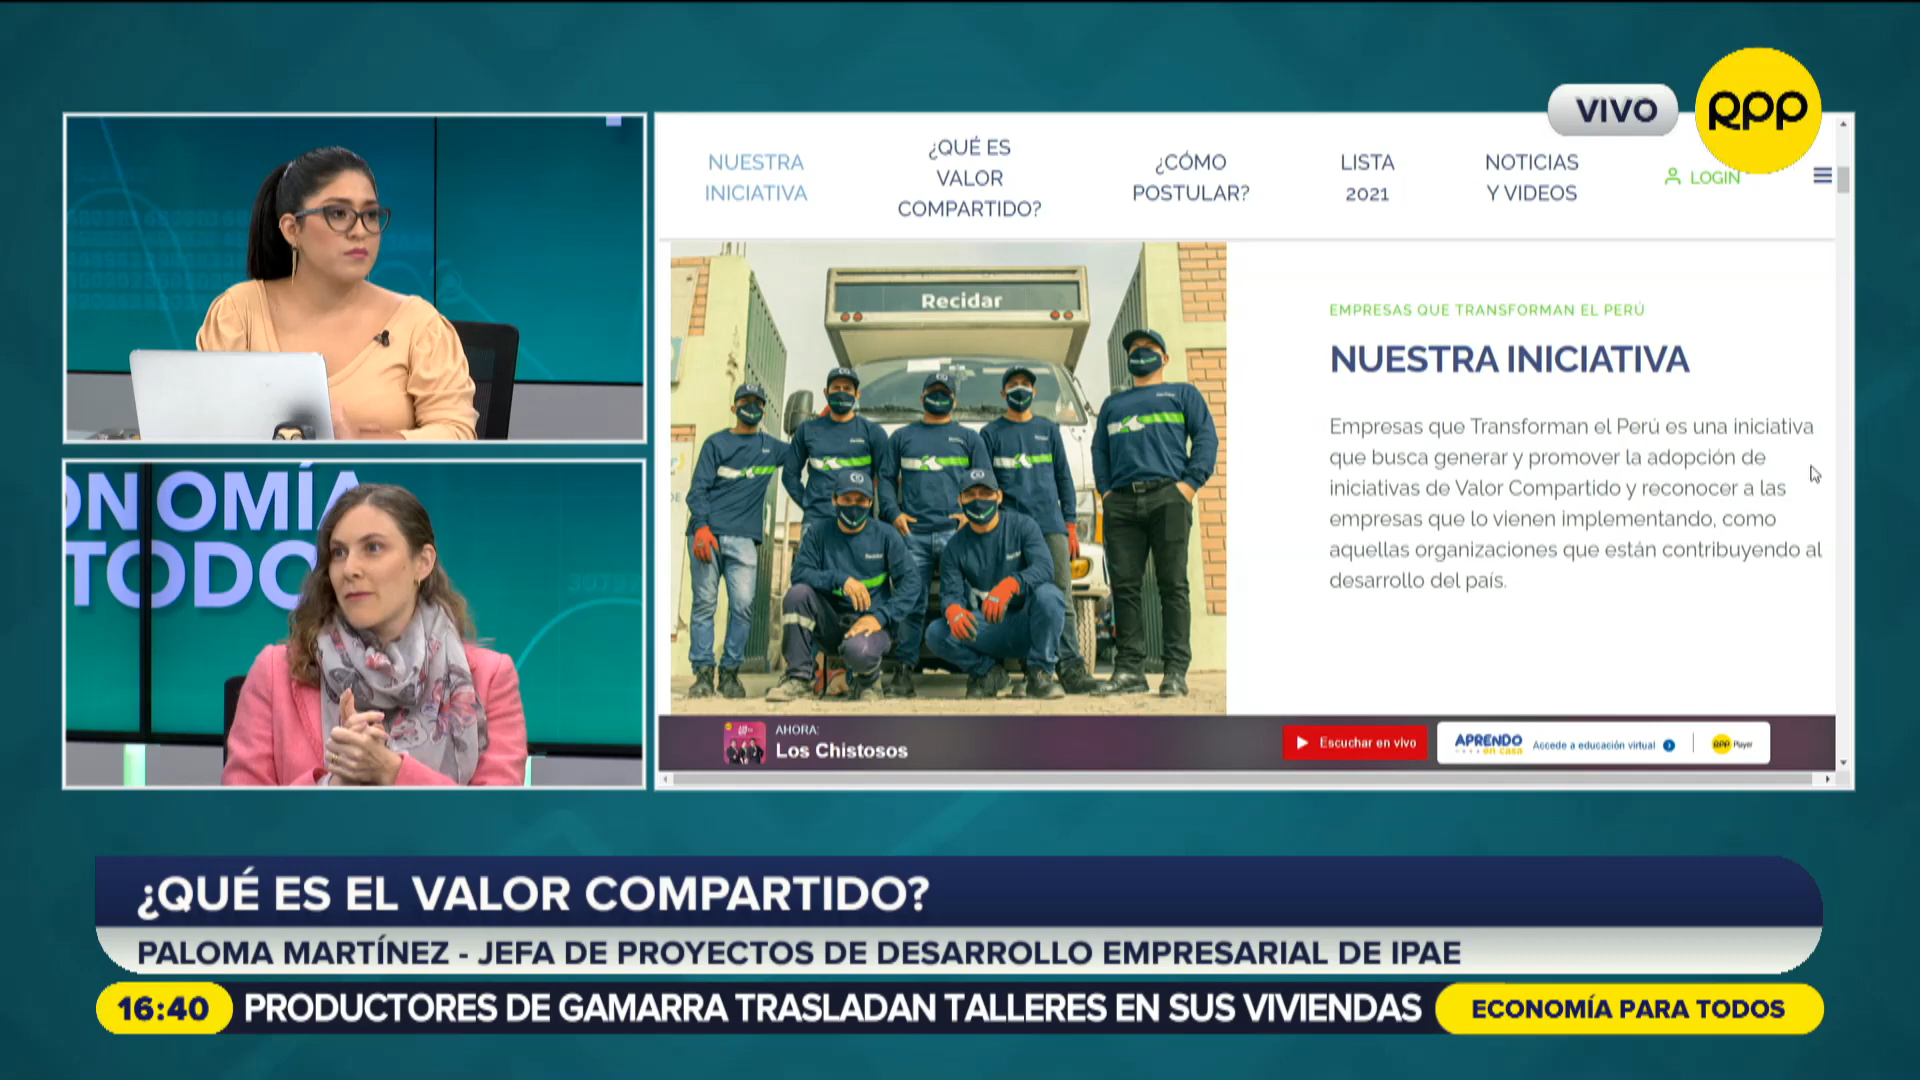 VIVO
rpp
ONOMÍA
TODO
NUESTRA
INICIATIVA
¿QUÉ ES
VALOR
COMPARTIDO?
¿CÓMO
POSTULAR?
LISTA
2021
NOTICIAS
Y VIDEOS
LOGIN
Recidar
EMPRESAS QUE TRANSFORMAN EL PERÚ
NUESTRA INICIATIVA
Empresas que Transforman el Perú es una iniciativa
que busca generar y promover la adopción de
iniciativas de Valor Compartido y reconocer a las
empresas que lo vienen implementando, como
aquellas organizaciones que están contribuyendo al
desarrollo del país.
AHORA:
Los Chistosos
Escuchar en vivo
APRENDO
en casa
Accede a educación virtual
rpp Player
¿QUÉ ES EL VALOR COMPARTIDO?
PALOMA MARTÍNEZ - JEFA DE PROYECTOS DE DESARROLLO EMPRESARIAL DE IPAE
16:40 PRODUCTORES DE GAMARRA TRASLADAN TALLERES EN SUS VIVIENDAS ECONOMÍA PARA TODOS